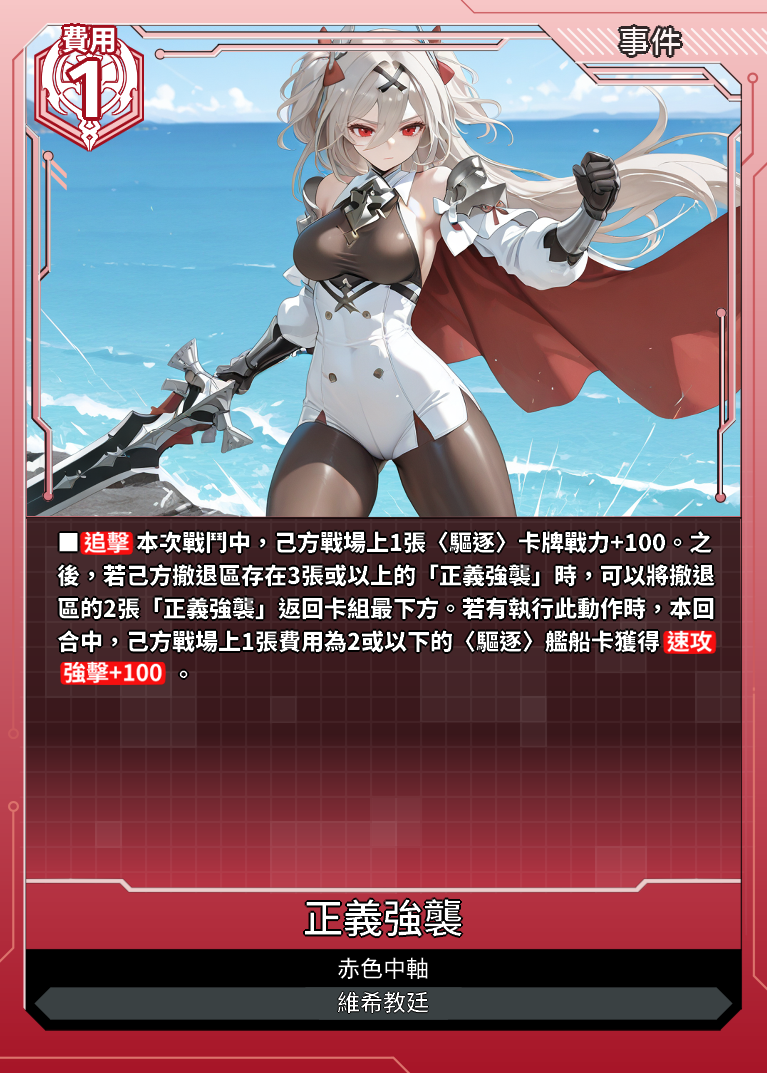 費用
1
事件
■ 追擊 本次戰鬥中，己方戰場上1張〈驅逐〉卡牌戰力+100。之
後，若己方撤退區存在3張或以上的「正義強襲」時，可以將撤退
區的2張「正義強襲」返回卡組最下方。若有執行此動作時，本回
合中，己方戰場上1張費用為2或以下的〈驅逐〉艦船卡獲得 速攻
強擊+100 。
正義強襲
赤色中軸
維希教廷